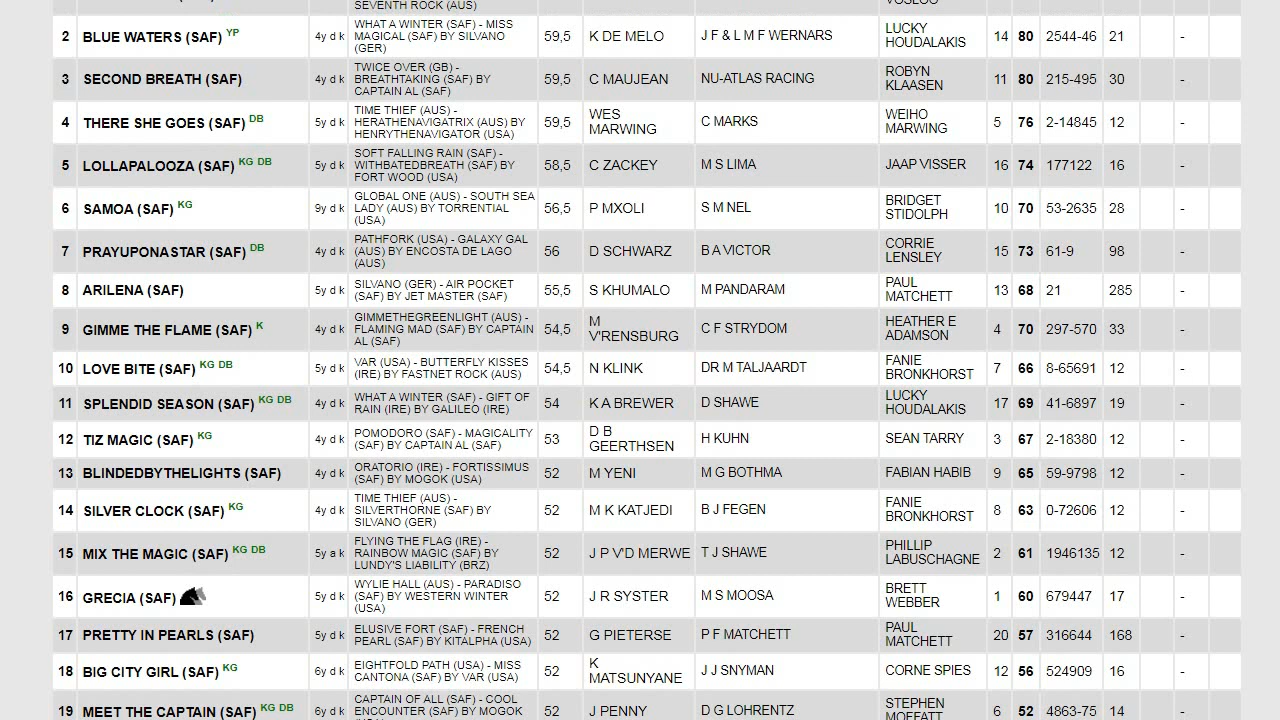 SEVENTH ROCK (AUS) VOSLOO
2 BLUE WATERS (SAF) YP 4y d k WHAT A WINTER (SAF) - MISS MAGICAL (SAF) BY SILVANO (GER) 59,5 K DE MELO J F & L M F WERNARS LUCKY HOUDALAKIS 14 80 2544-46 21 -
3 SECOND BREATH (SAF) 4y d k TWICE OVER (GB) - BREATHTAKING (SAF) BY CAPTAIN AL (SAF) 59,5 C MAUJEAN NU-ATLAS RACING ROBYN KLAASEN 11 80 215-495 30 -
4 THERE SHE GOES (SAF) DB 5y d k TIME THIEF (AUS) - HERATHENAVIGATRIX (AUS) BY HENRYTHENAVIGATOR (USA) 59,5 WES MARWING C MARKS WEIHO MARWING 5 76 2-14845 12 -
5 LOLLAPALOOZA (SAF) KG DB 5y d k SOFT FALLING RAIN (SAF) - WITHBATEDBREATH (SAF) BY FORT WOOD (USA) 58,5 C ZACKEY M S LIMA JAAP VISSER 16 74 177122 16 -
6 SAMOA (SAF) KG 9y d k GLOBAL ONE (AUS) - SOUTH SEA LADY (AUS) BY TORRENTIAL (USA) 56,5 P MXOLI S M NEL BRIDGET STIDOLPH 10 70 53-2635 28 -
7 PRAYUPONASTAR (SAF) DB 4y d k PATHFORK (USA) - GALAXY GAL (AUS) BY ENCOSTA DE LAGO (AUS) 56 D SCHWARZ B A VICTOR CORRIE LENSLEY 15 73 61-9 98 -
8 ARILENA (SAF) 5y d k SILVANO (GER) - AIR POCKET (SAF) BY JET MASTER (SAF) 55,5 S KHUMALO M PANDARAM PAUL MATCHETT 13 68 21 285 -
9 GIMME THE FLAME (SAF) K 4y d k GIMMETHEGREENLIGHT (AUS) - FLAMING MAD (SAF) BY CAPTAIN AL (SAF) 54,5 M V'RENSBURG C F STRYDOM HEATHER E ADAMSON 4 70 297-570 33 -
10 LOVE BITE (SAF) KG DB 5y d k VAR (USA) - BUTTERFLY KISSES (IRE) BY FASTNET ROCK (AUS) 54,5 N KLINK DR M TALJAARDT FANIE BRONKHORST 7 66 8-65691 12 -
11 SPLENDID SEASON (SAF) KG DB 4y d k WHAT A WINTER (SAF) - GIFT OF RAIN (IRE) BY GALILEO (IRE) 54 K A BREWER D SHAWE LUCKY HOUDALAKIS 17 69 41-6897 19 -
12 TIZ MAGIC (SAF) KG 4y d k POMODORO (SAF) - MAGICALITY (SAF) BY CAPTAIN AL (SAF) 53 D B GEERTHSEN H KUHN SEAN TARRY 3 67 2-18380 12 -
13 BLINDEDBYTHELIGHTS (SAF) 4y d k ORATORIO (IRE) - FORTISSIMUS (SAF) BY MOGOK (USA) 52 M YENI M G BOTHMA FABIAN HABIB 9 65 59-9798 12 -
14 SILVER CLOCK (SAF) KG 4y d k TIME THIEF (AUS) - SILVERTHORNE (SAF) BY SILVANO (GER) 52 M K KATJEDI B J FEGEN FANIE BRONKHORST 8 63 0-72606 12 -
15 MIX THE MAGIC (SAF) KG DB 5y a k FLYING THE FLAG (IRE) - RAINBOW MAGIC (SAF) BY LUNDY'S LIABILITY (BRZ) 52 J P V'D MERWE T J SHAWE PHILLIP LABUSCHAGNE 2 61 1946135 12 -
16 GRECIA (SAF) 5y d k WYLIE HALL (AUS) - PARADISO (SAF) BY WESTERN WINTER (USA) 52 J R SYSTER M S MOOSA BRETT WEBBER 1 60 679447 17 -
17 PRETTY IN PEARLS (SAF) 5y d k ELUSIVE FORT (SAF) - FRENCH PEARL (SAF) BY KITALPHA (USA) 52 G PIETERSE P F MATCHETT PAUL MATCHETT 20 57 316644 168 -
18 BIG CITY GIRL (SAF) KG 6y d k EIGHTFOLD PATH (USA) - MISS CANTONA (SAF) BY VAR (USA) 52 K MATSUNYANE J J SNYMAN CORNE SPIES 12 56 524909 16 -
19 MEET THE CAPTAIN (SAF) KG DB 6y d k CAPTAIN OF ALL (SAF) - COOL ENCOUNTER (SAF) BY MOGOK 52 J PENNY D G LOHRENTZ STEPHEN MOFFATT 6 52 4863-75 14 -